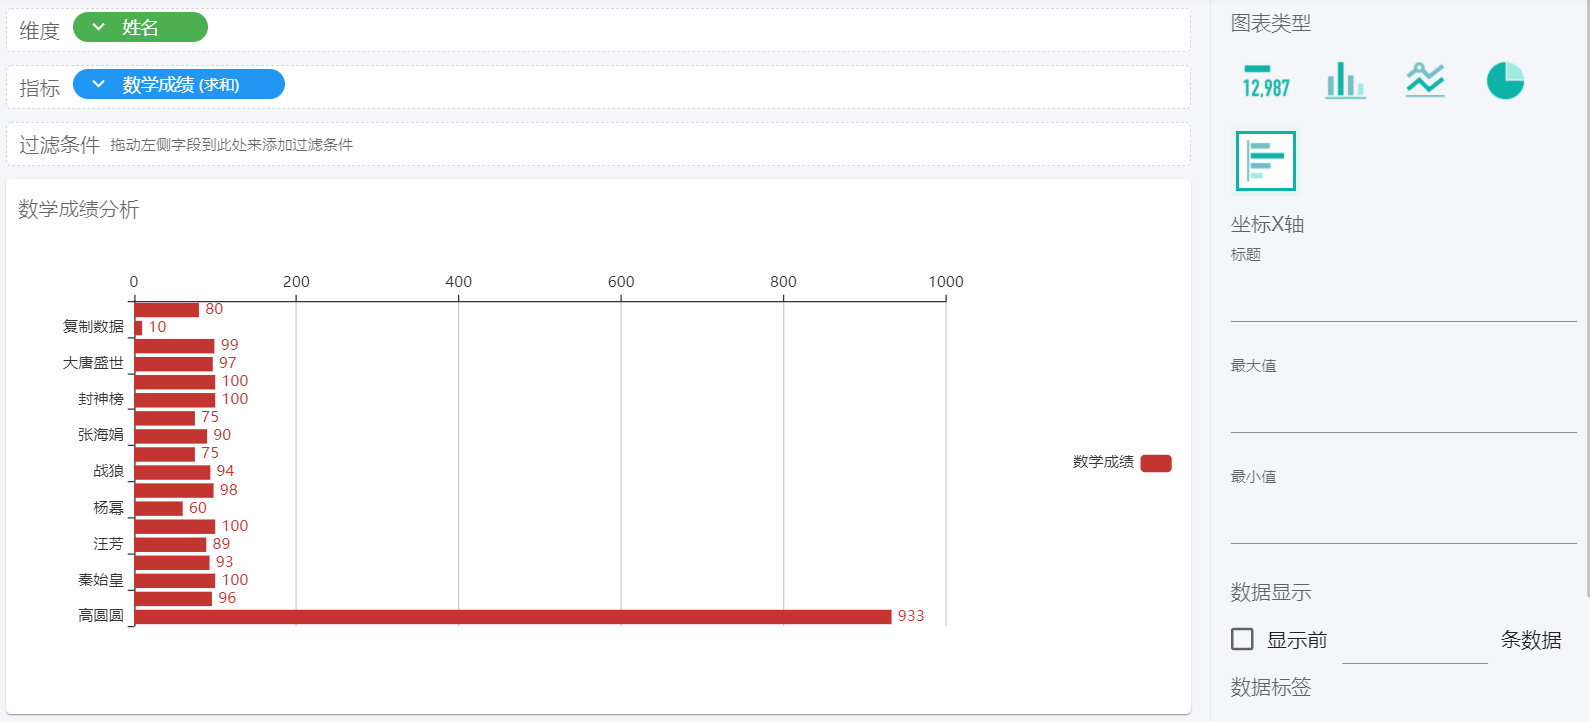 维度 姓名
指标 数学成绩 (求和)
过滤条件 拖动左侧字段到此处来添加过滤条件
数学成绩分析
0 200 400 600 800 1000
80
复制数据 10
99
大唐盛世 97
100
封神榜 100
75
张海娟 90
75
战狼 94
98
杨幂 60
100
汪芳 89
93
秦始皇 100
96
高圆圆 933
数学成绩
图表类型
12,987
坐标X轴
标题
最大值
最小值
数据显示
显示前 条数据
数据标签